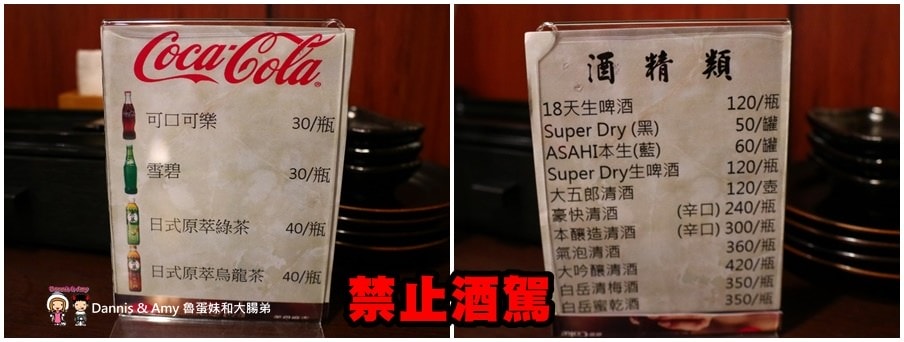 Coca-Cola
可口可樂 30/瓶
雪碧 30/瓶
日式原萃綠茶 40/瓶
日式原萃烏龍茶 40/瓶
Dannis & Amy
Dannis & Amy 魯蛋妹和大腸弟
酒精類
18天生啤酒 120/瓶
Super Dry (黑) 50/罐
ASAHI本生(藍) 60/罐
Super Dry生啤酒 120/瓶
大五郎清酒 120/壺
豪快清酒 (辛口) 240/瓶
本釀造清酒 (辛口) 300/瓶
氣泡清酒 360/瓶
大吟釀清酒 420/瓶
白岳清梅酒 350/瓶
白岳蜜乾酒 350/瓶
禁止酒駕